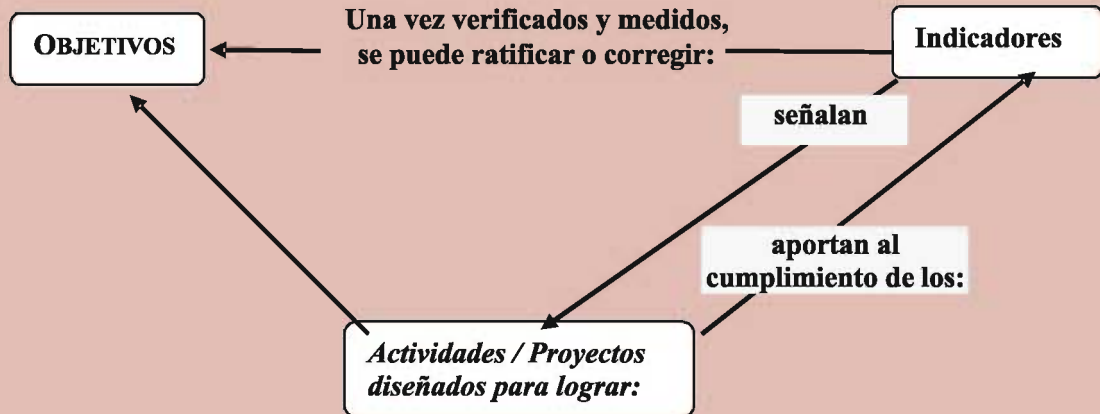 Una vez verificados y medidos,
se puede ratificar o corregir:
OBJETIVOS
Indicadores
señalan
aportan al
cumplimiento de los:
Actividades / Proyectos
diseñados para lograr: